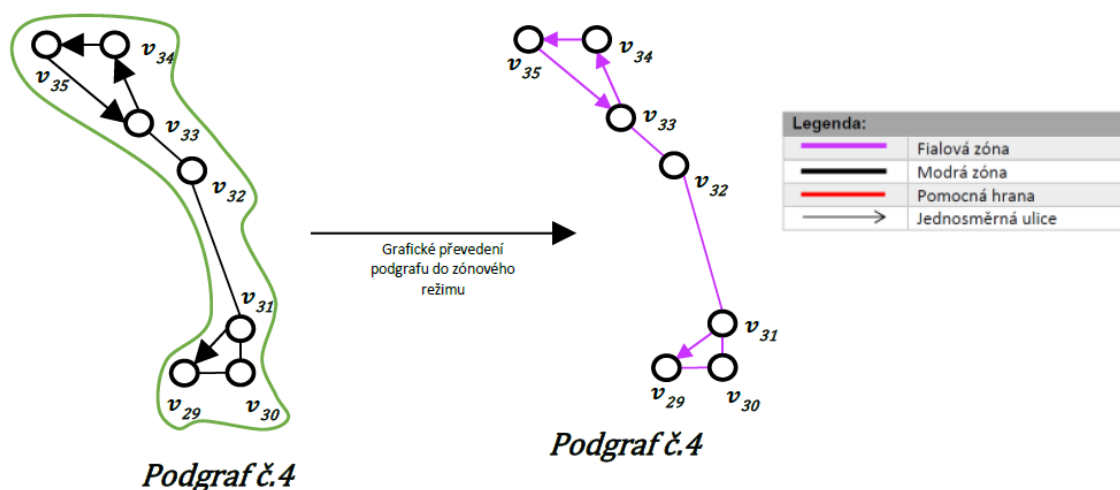 v34
v35
v33
v32
v31
v29
v30
Podgraf č.4
Grafické převedení
podgrafu do zónového
režimu
v34
v35
v33
v32
v31
v29
v30
Podgraf č.4
Legenda:
Fialová zóna
Modrá zóna
Pomocná hrana
Jednosměrná ulice